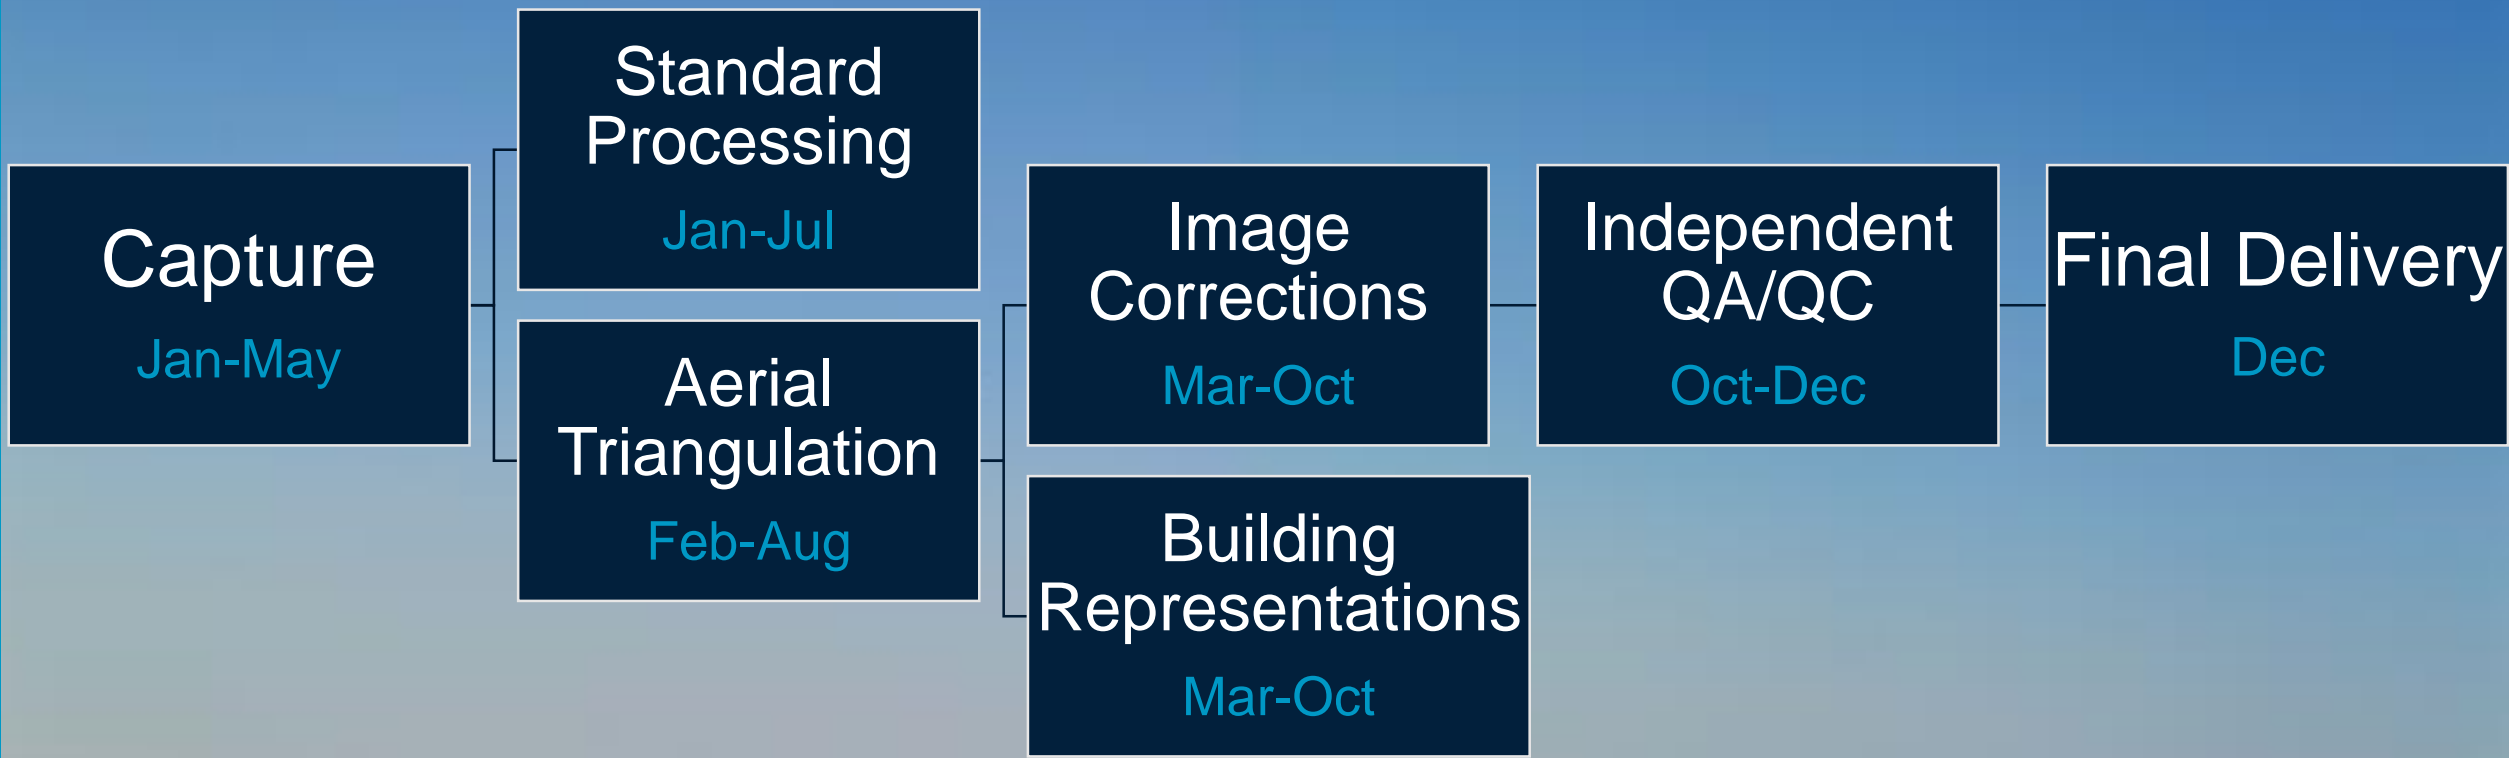 Capture
Jan-May
Standard
Processing
Jan-Jul
Aerial
Triangulation
Feb-Aug
Image
Corrections
Mar-Oct
Building
Representations
Mar-Oct
Independent
QA/QC
Oct-Dec
Final Delivery
Dec